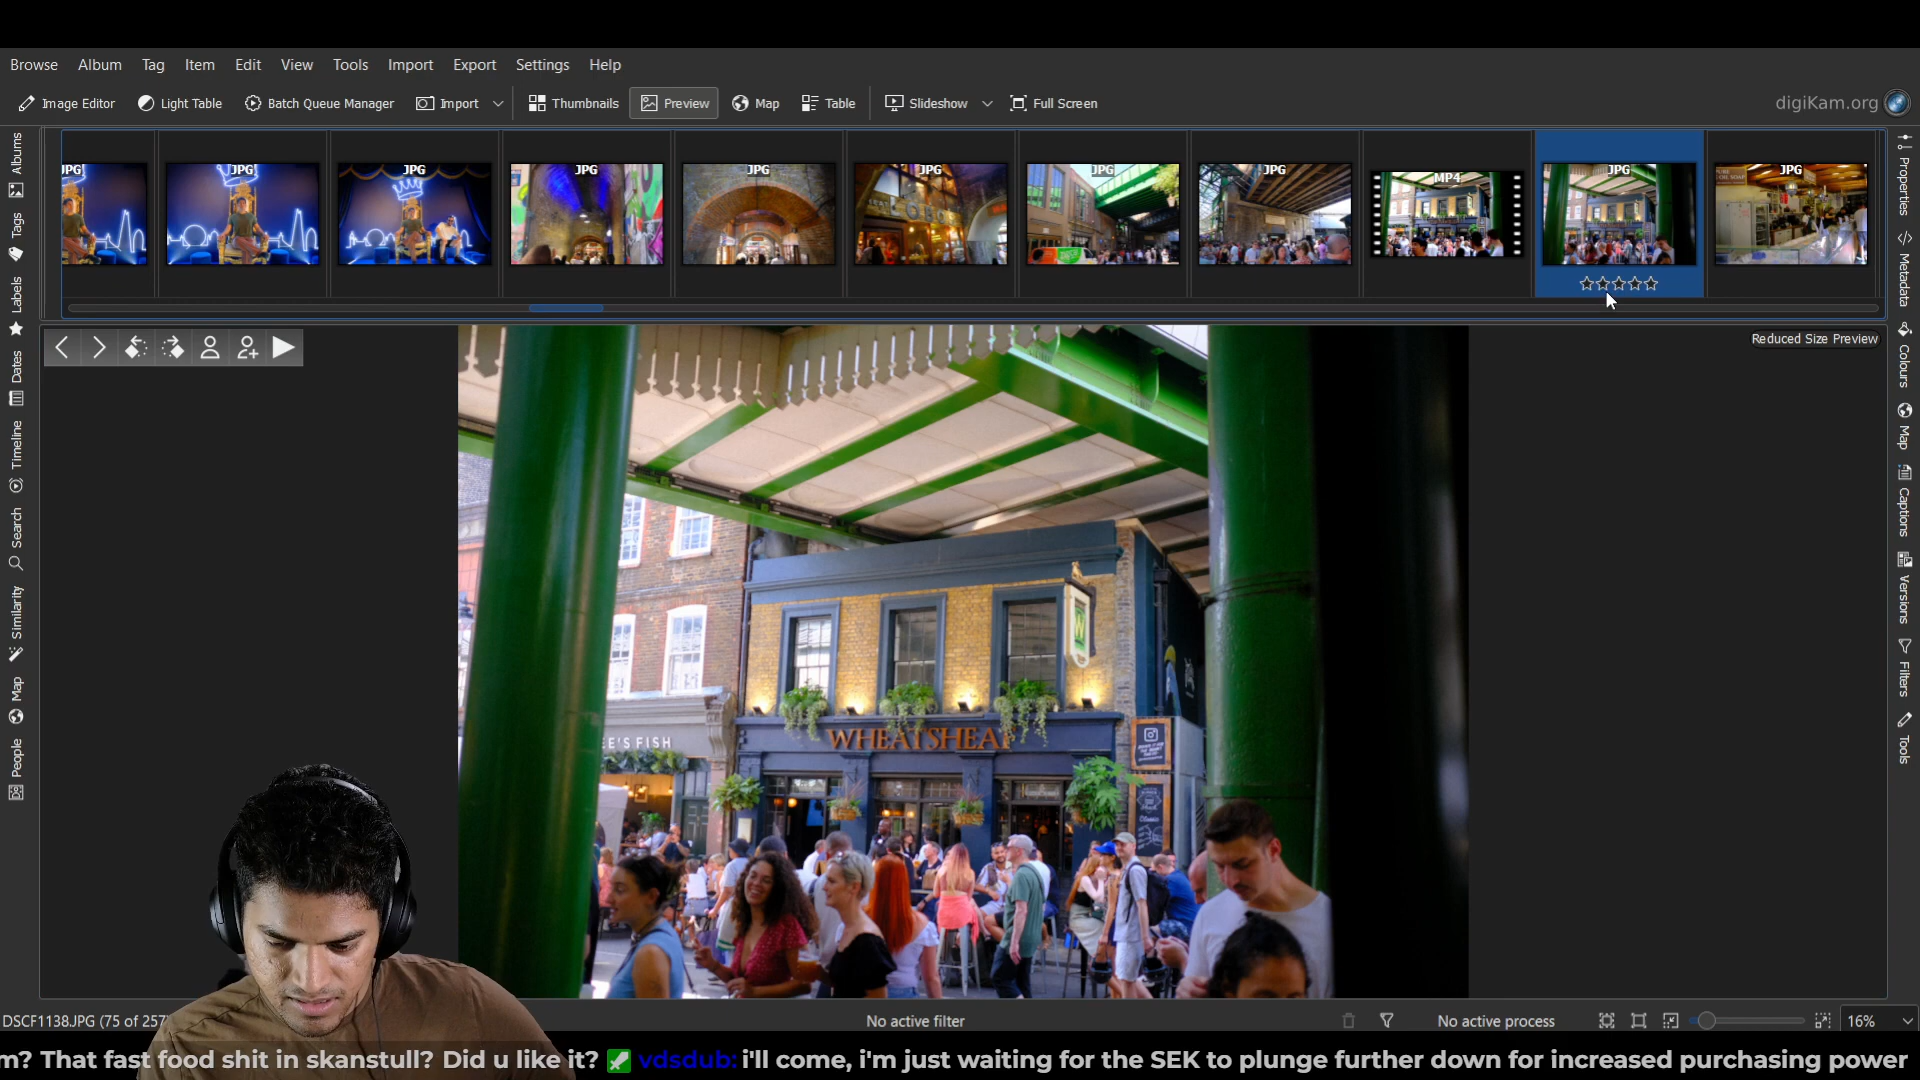 Browse Album Tag Item Edit View Tools Import Export Settings Help
Image Editor Light Table Batch Queue Manager Import Thumbnails Preview Map Table Slideshow Full Screen digiKam.org
JPG JPG JPG JPG JPG JPG JPG JPG MP4 JPG JPG
Albums
Tags
Labels
Dates
Timeline
Search
Similarity
Map
People
Reduced Size Preview
E'S FISH
WHEATSHEAF
W
Properties
Metadata
Colours
Map
Captions
Versions
Filters
Tools
DSCF1138.JPG (75 of 257 No active filter No active process 16%
m? That fast food shit in skanstull? Did u like it? vdsdub: i'll come, i'm just waiting for the SEK to plunge further down for increased purchasing power